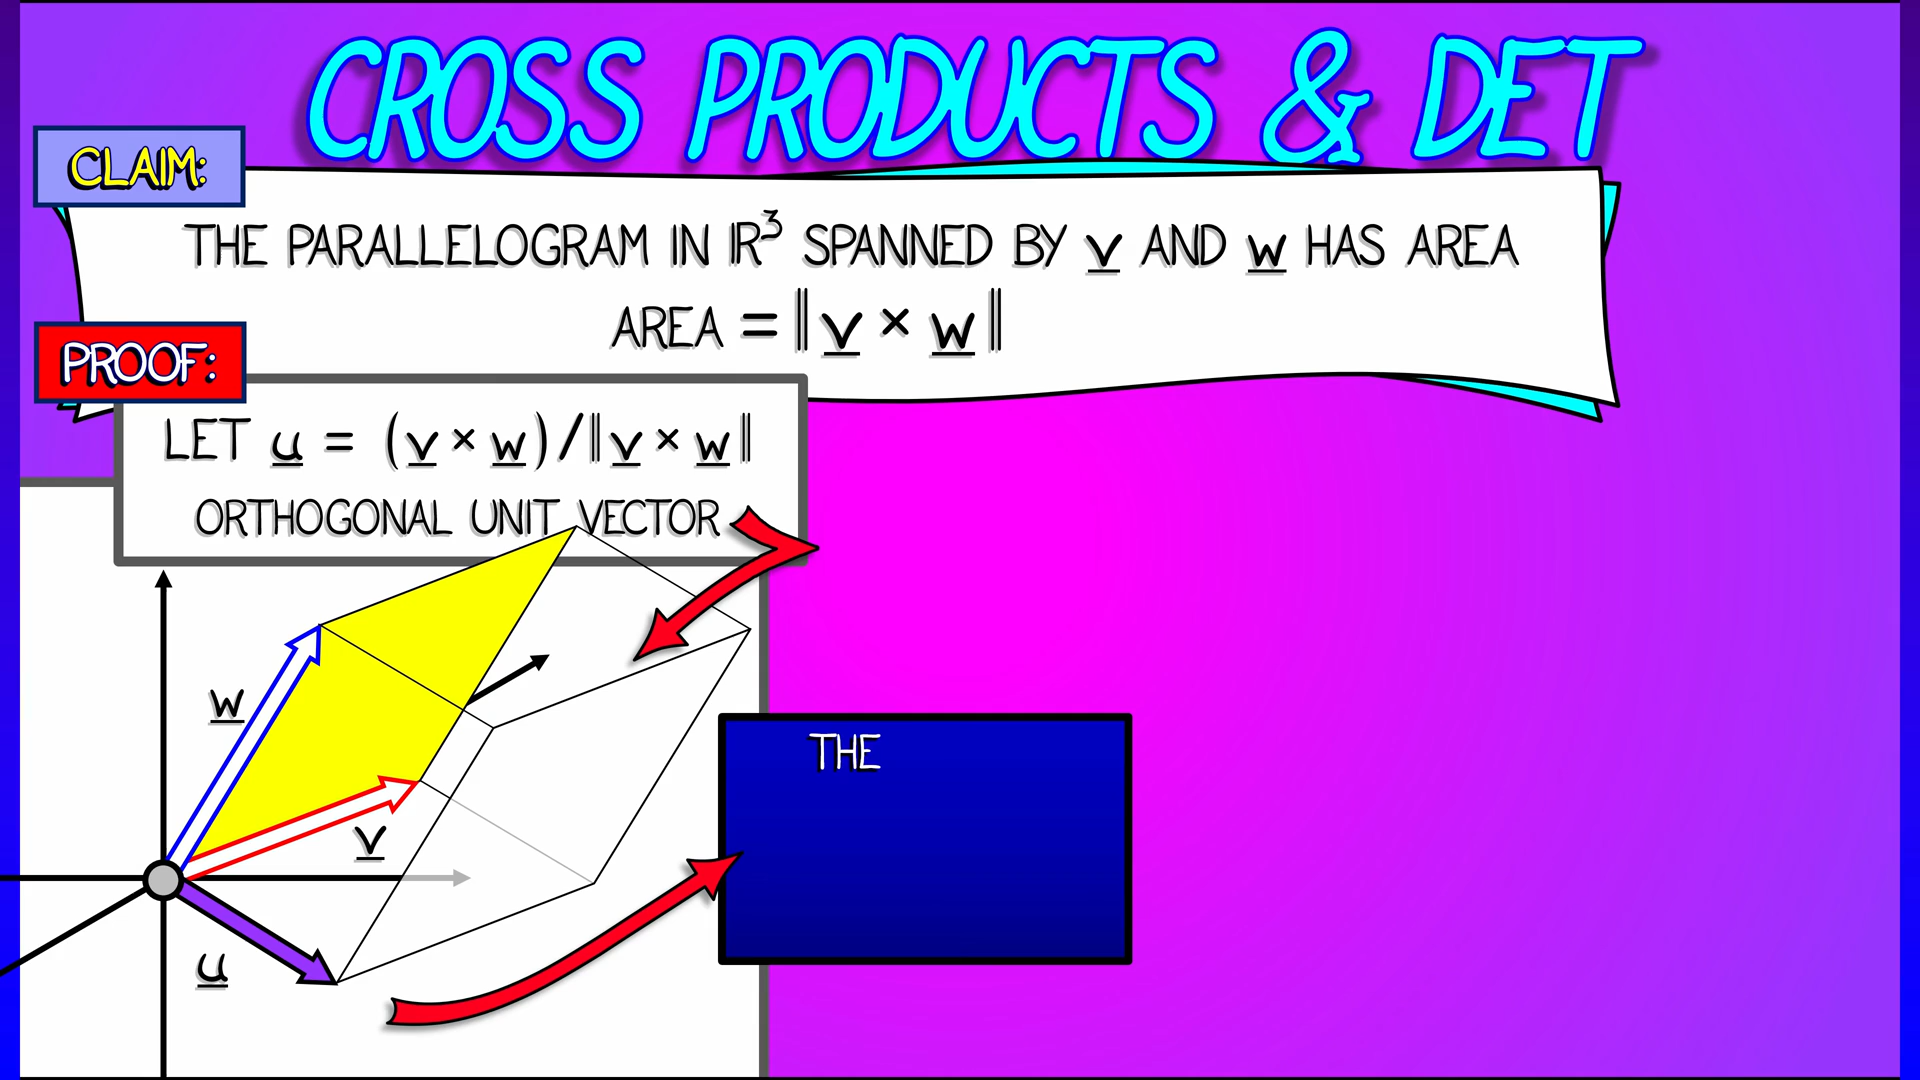 CROSS PRODUCTS & DET
CLAIM:
THE PARALLELOGRAM IN ℝ³ SPANNED BY v AND w HAS AREA
AREA = ‖v × w‖
PROOF:
LET u = (v × w)/‖v × w‖
ORTHOGONAL UNIT VECTOR
w
v
u
THE